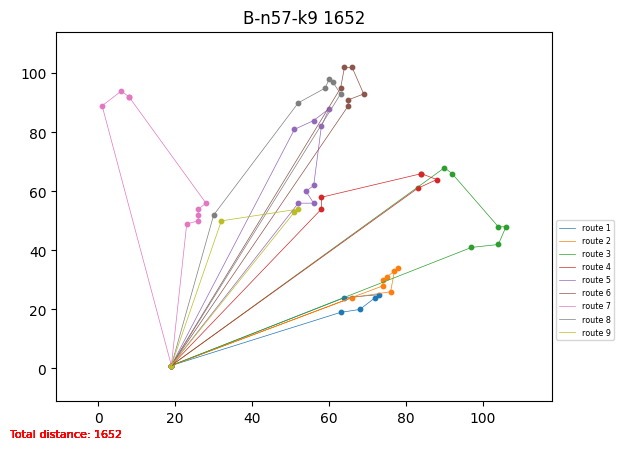 B-n57-k9 1652
100
80
60
40
20
0
0 20 40 60 80 100
route 1
route 2
route 3
route 4
route 5
route 6
route 7
route 8
route 9
Total distance: 1652